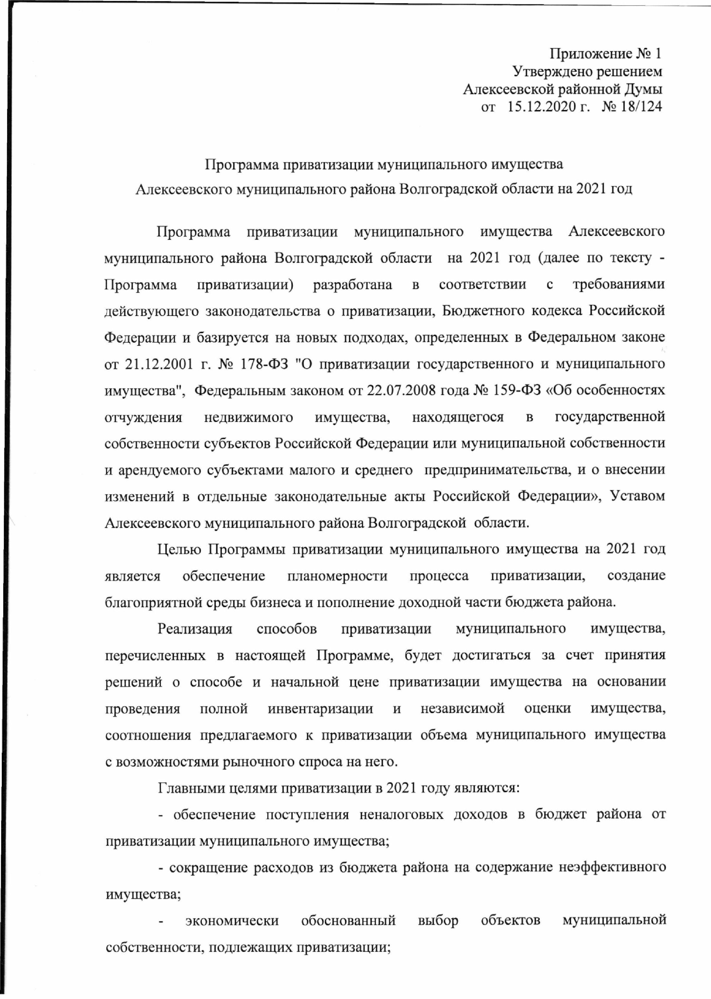 Приложение № 1
Утверждено решением
Алексеевской районной Думы
от 15.12.2020 г. № 18/124
Программа приватизации муниципального имущества
Алексеевского муниципального района Волгоградской области на 2021 год
Программа приватизации муниципального имущества Алексеевского
муниципального района Волгоградской области на 2021 год (далее по тексту -
Программа приватизации) разработана в соответствии с требованиями
действующего законодательства о приватизации, Бюджетного кодекса Российской
Федерации и базируется на новых подходах, определенных в Федеральном законе
от 21.12.2001 г. № 178-ФЗ "О приватизации государственного и муниципального
имущества", Федеральным законом от 22.07.2008 года № 159-ФЗ «Об особенностях
отчуждения недвижимого имущества, находящегося в государственной
собственности субъектов Российской Федерации или муниципальной собственности
и арендуемого субъектами малого и среднего предпринимательства, и о внесении
изменений в отдельные законодательные акты Российской Федерации», Уставом
Алексеевского муниципального района Волгоградской области.
Целью Программы приватизации муниципального имущества на 2021 год
является обеспечение планомерности процесса приватизации, создание
благоприятной среды бизнеса и пополнение доходной части бюджета района.
Реализация способов приватизации муниципального имущества,
перечисленных в настоящей Программе, будет достигаться за счет принятия
решений о способе и начальной цене приватизации имущества на основании
проведения полной инвентаризации и независимой оценки имущества,
соотношения предлагаемого к приватизации объема муниципального имущества
с возможностями рыночного спроса на него.
Главными целями приватизации в 2021 году являются:
- обеспечение поступления неналоговых доходов в бюджет района от
приватизации муниципального имущества;
- сокращение расходов из бюджета района на содержание неэффективного
имущества;
- экономически обоснованный выбор объектов муниципальной
собственности, подлежащих приватизации;